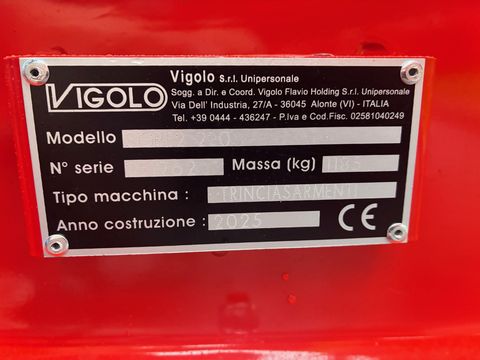 VIGOLO
Vigolo S.r.l. Unipersonale
Sogg. a Dir. e Coord. Vigolo Flavio Holding S.r.l. Unipersonale
Via Dell' Industria, 27/A - 36045 Alonte (VI) - ITALIA
Tel. +39 0444 - 436247 - P.Iva e Cod.Fisc. 02581040249
Modello
N° serie Massa (kg) 1185
Tipo macchina : TRINCIASARMENTI
Anno costruzione : 2025 CE